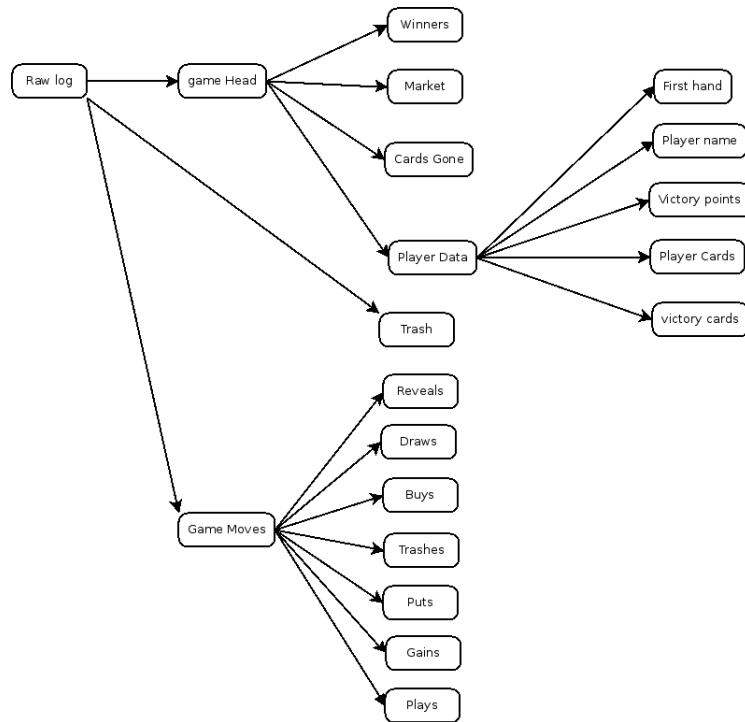 Winners
Raw log
game Head
Market
First hand
Player name
Cards Gone
Victory points
Player Data
Player Cards
Trash
victory cards
Reveals
Draws
Buys
Game Moves
Trashes
Puts
Gains
Plays